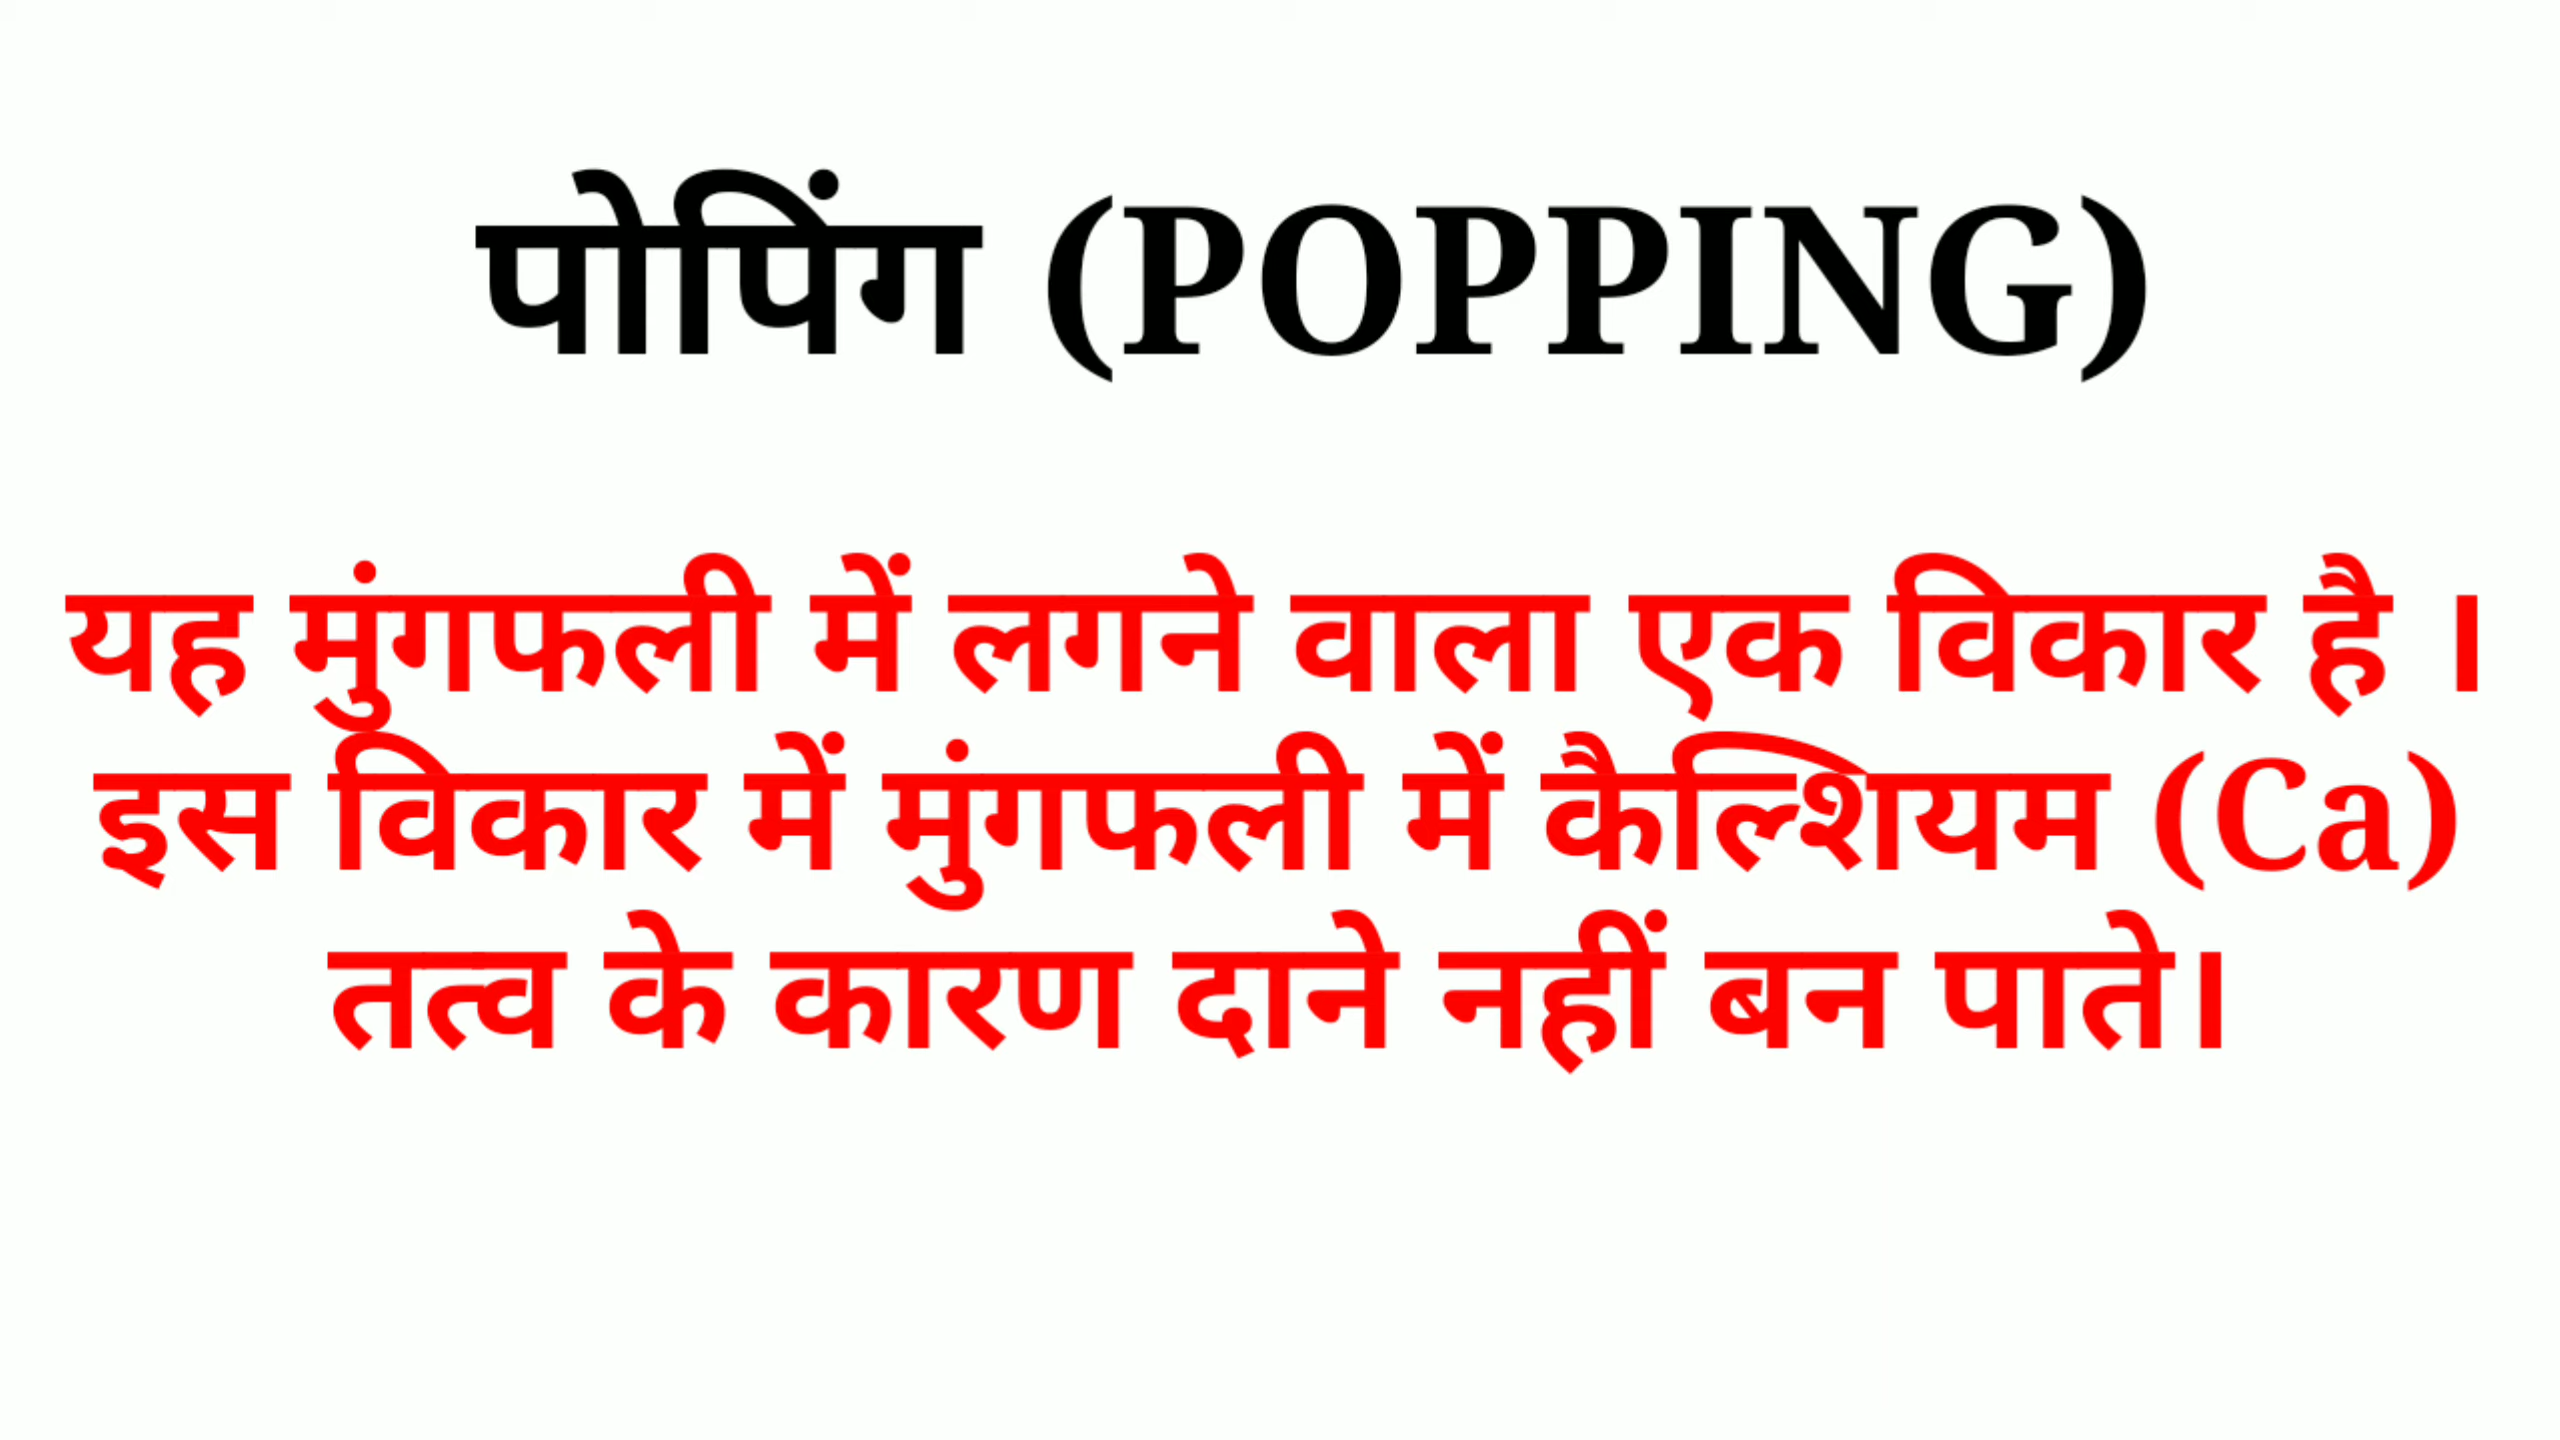 पोपिंग (POPPING)
यह मुंगफली में लगने वाला एक विकार है ।
इस विकार में मुंगफली में कैल्शियम (Ca)
तत्व के कारण दाने नहीं बन पाते।